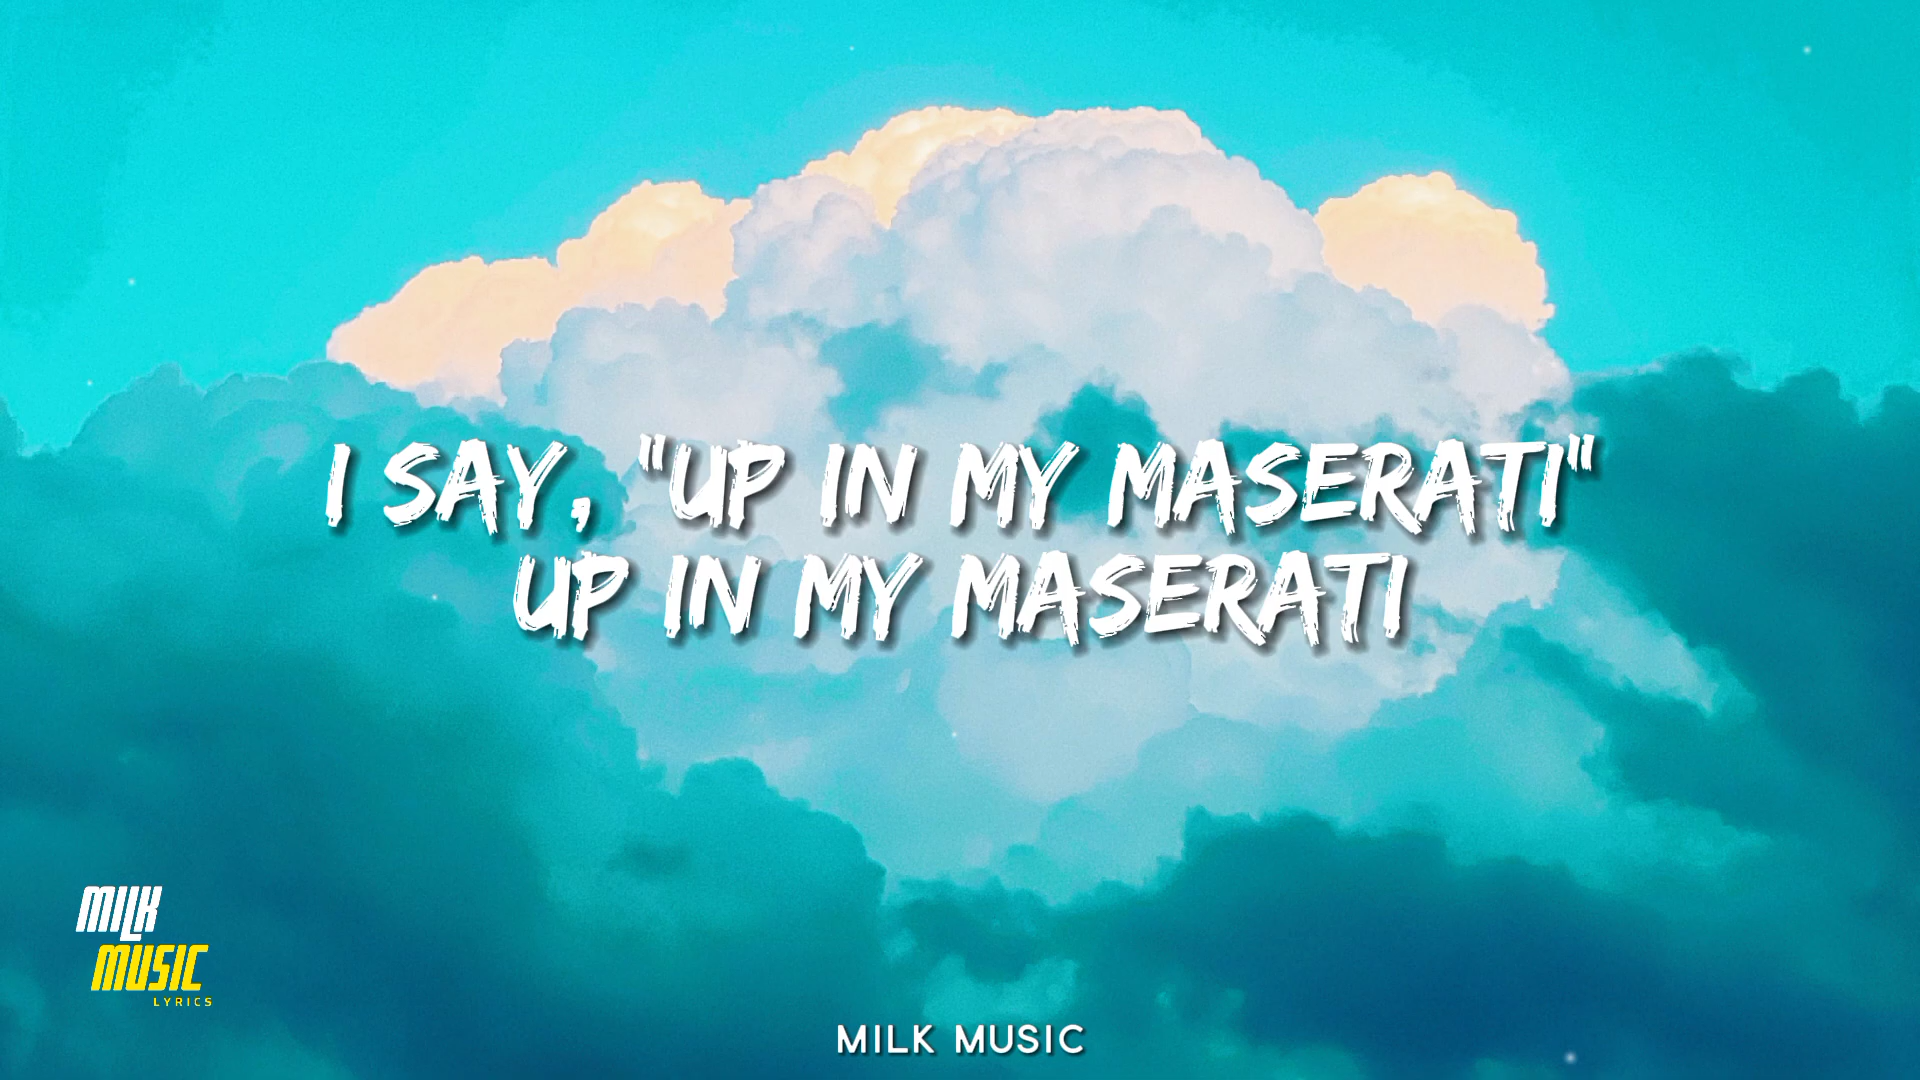 I SAY, "UP IN MY MASERATI"
UP IN MY MASERATI
MILK
MUSIC
LYRICS
MILK MUSIC